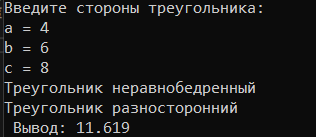 Введите стороны треугольника:
a = 4
b = 6
c = 8
Треугольник неравнобедренный
Треугольник разносторонний
Вывод: 11.619